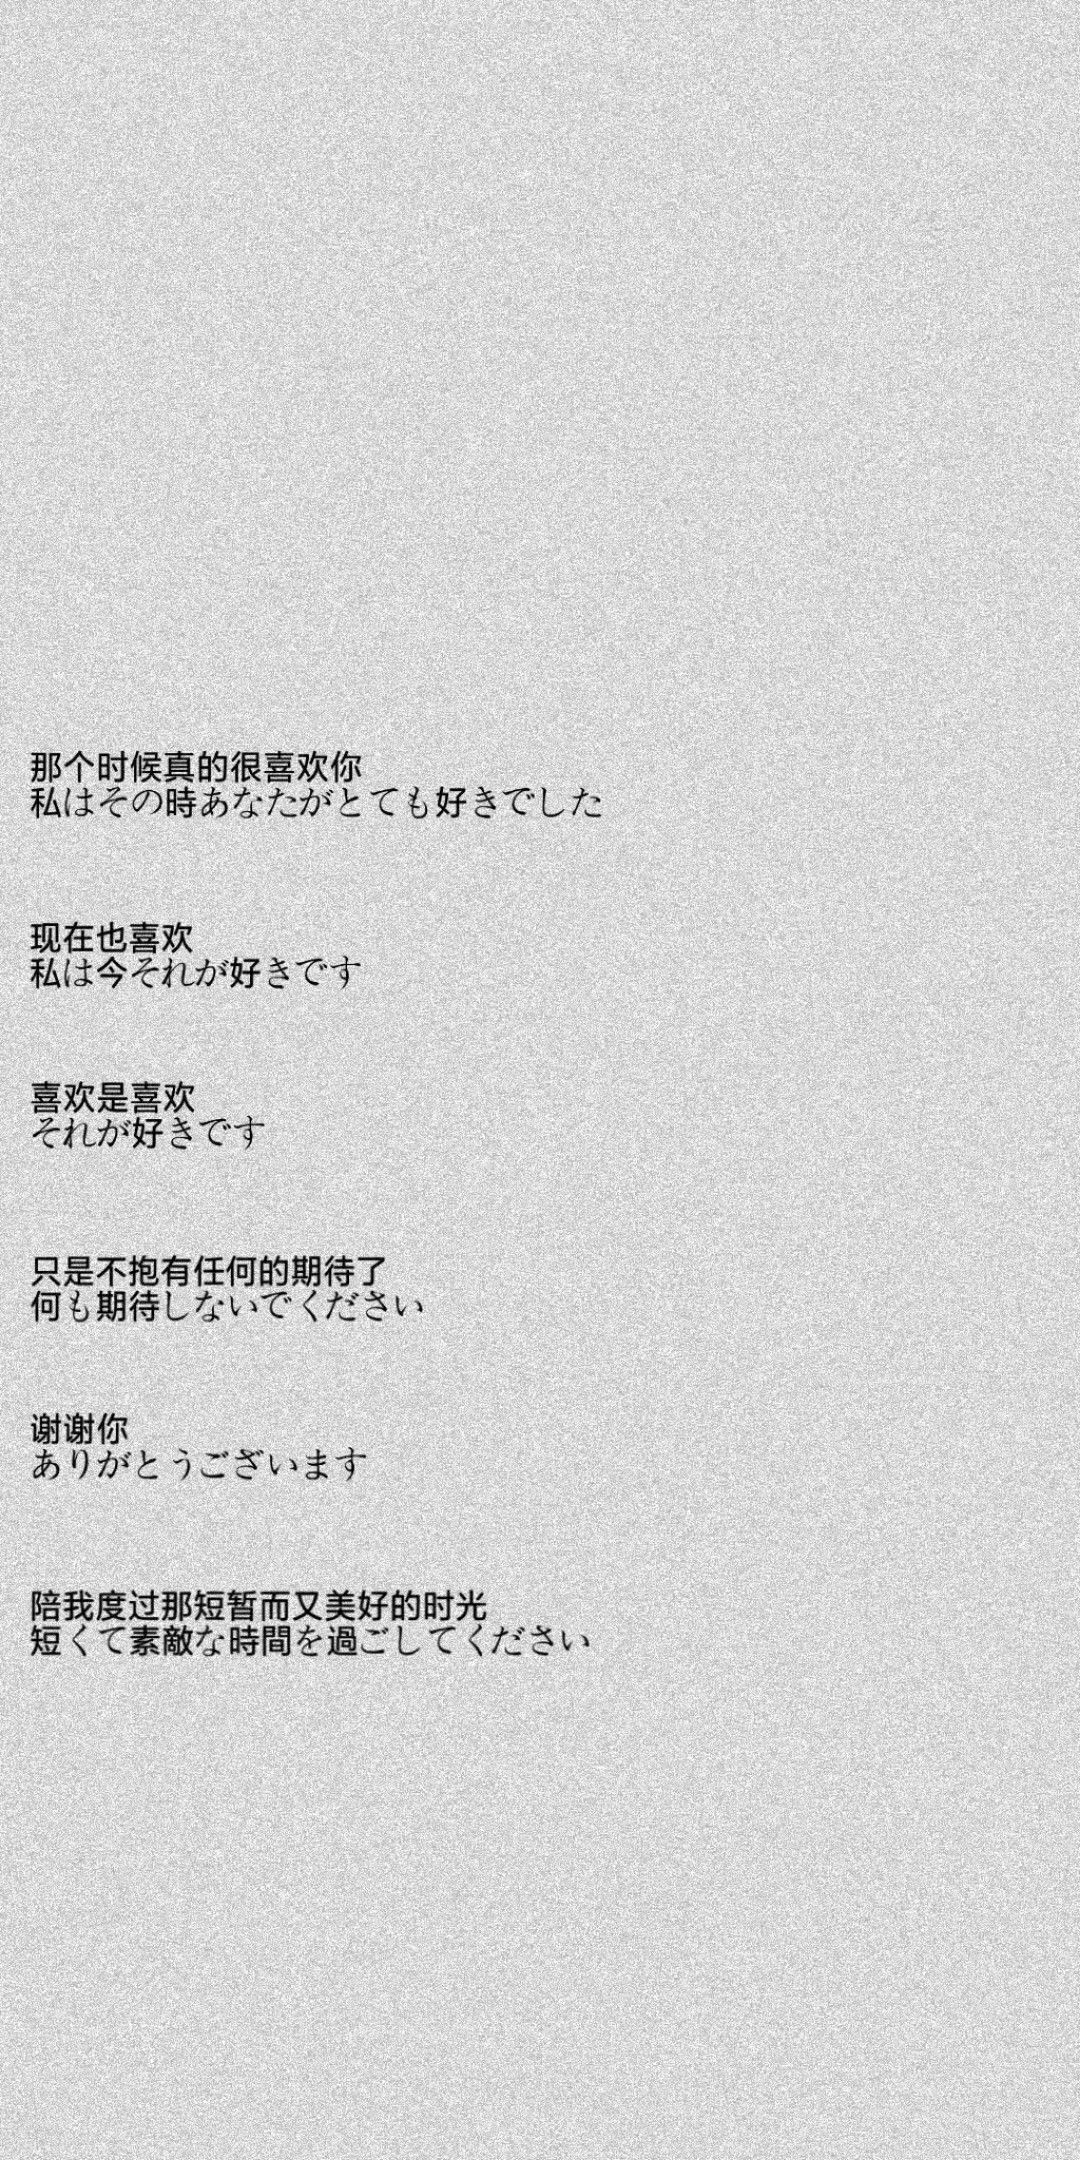 那个时候真的很喜欢你
私はその時あなたがとても好きでした
现在也喜欢
私は今それが好きです
喜欢是喜欢
それが好きです
只是不抱有任何的期待了
何も期待しないでください
谢谢你
ありがとうございます
陪我度过那短暂而又美好的时光
短くて素敵な時間を過ごしてください